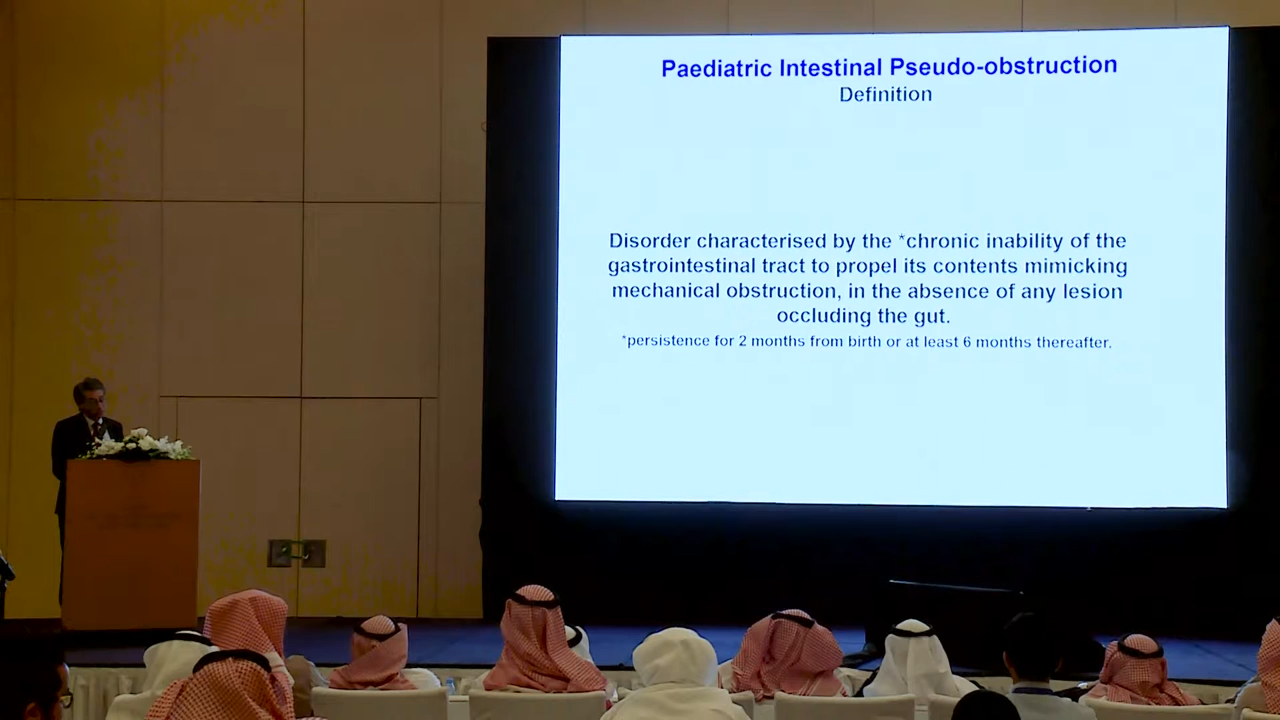 Paediatric Intestinal Pseudo-obstruction
Definition
Disorder characterised by the *chronic inability of the
gastrointestinal tract to propel its contents mimicking
mechanical obstruction, in the absence of any lesion
occluding the gut.
*persistence for 2 months from birth or at least 6 months thereafter.